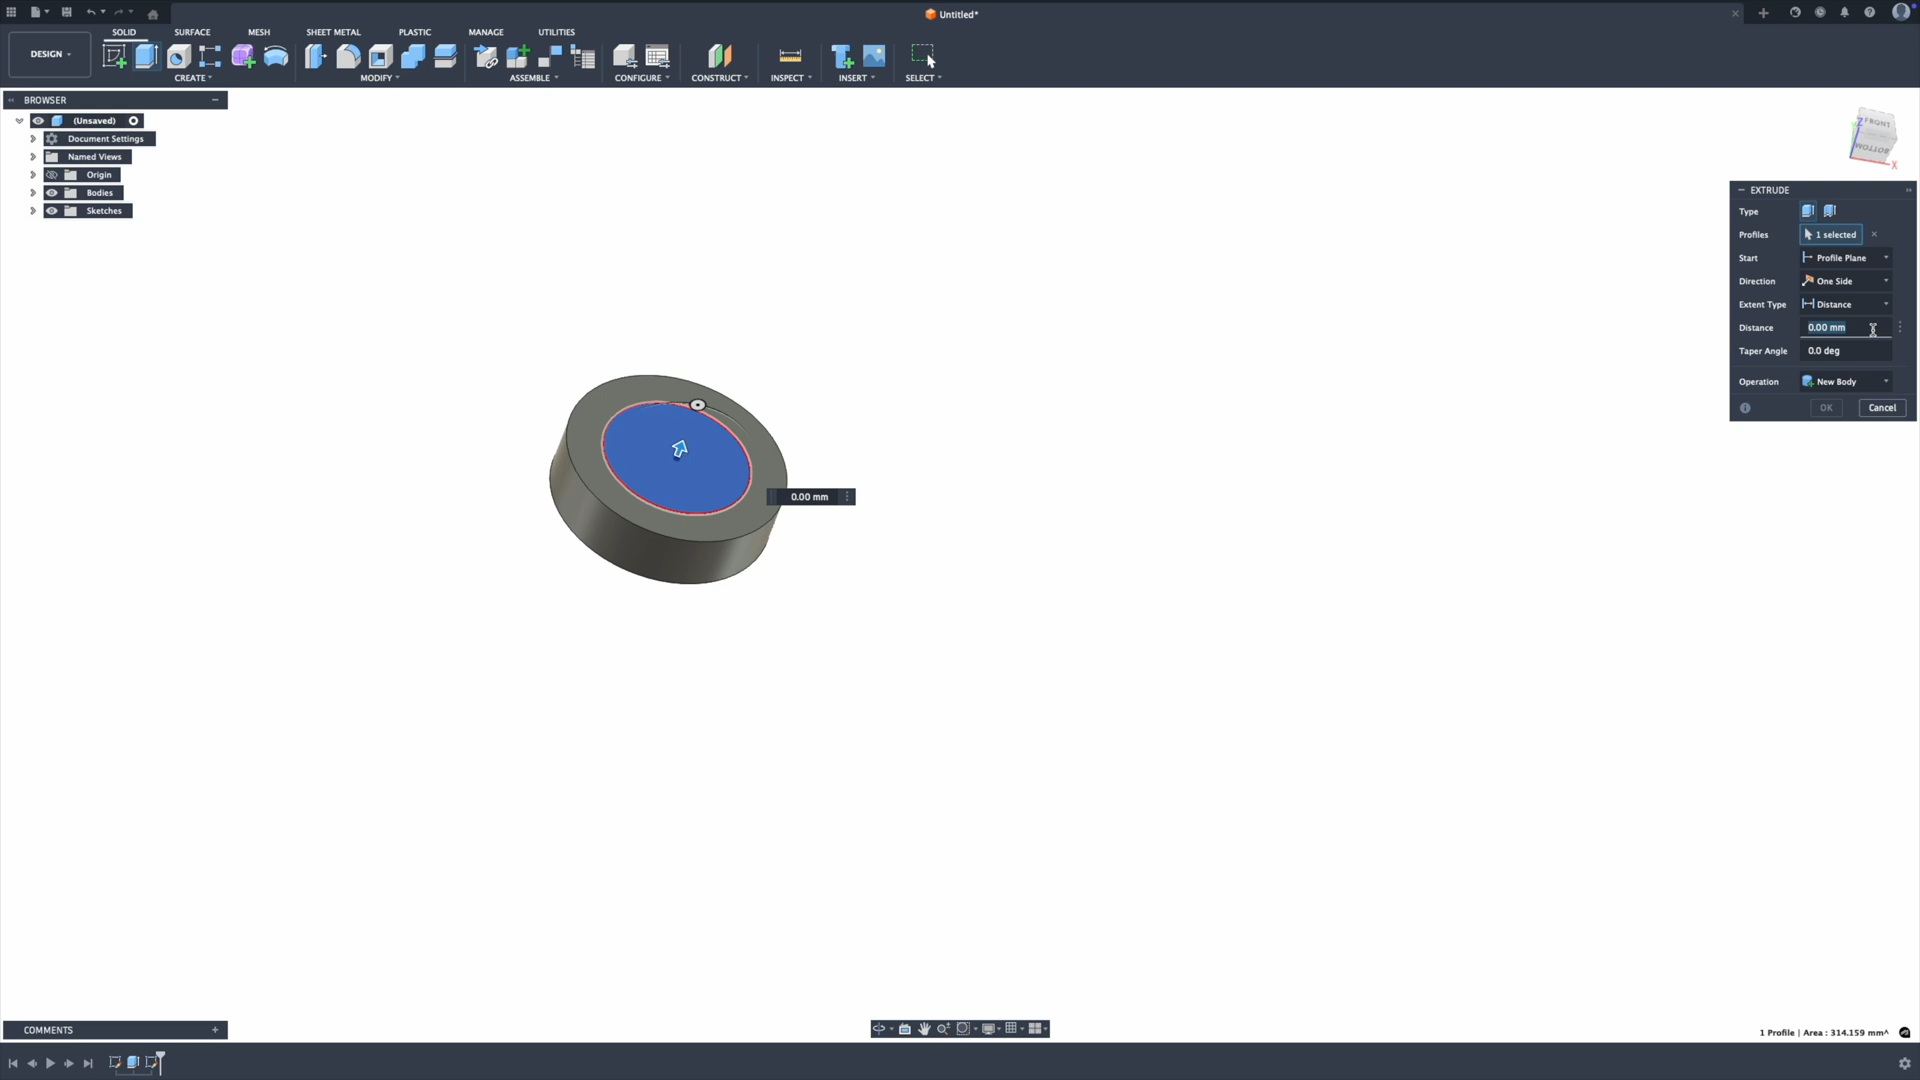 Untitled*
SOLID SURFACE MESH SHEET METAL PLASTIC MANAGE UTILITIES
DESIGN
CREATE MODIFY ASSEMBLE CONFIGURE CONSTRUCT INSPECT INSERT SELECT
BROWSER
(Unsaved)
Document Settings
Named Views
Origin
Bodies
Sketches
FRONT
BOTTOM
Z
X
EXTRUDE
Type
Profiles 1 selected
Start Profile Plane
Direction One Side
Extent Type Distance
Distance 0.00 mm
Taper Angle 0.0 deg
Operation New Body
OK Cancel
0.00 mm
COMMENTS
1 Profile | Area : 314.159 mm^